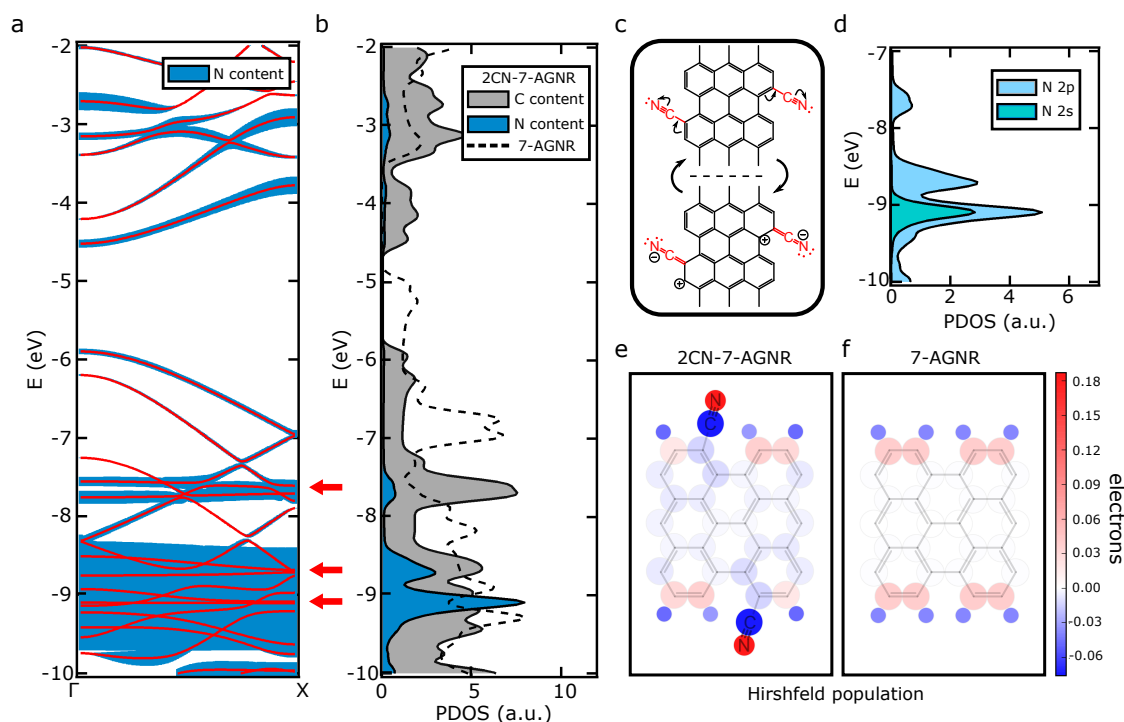 a
-2
-3
-4
-5
-6
-7
-8
-9
-10
E (eV)
Γ
X
N content
b
-2
-3
-4
-5
-6
-7
-8
-9
-10
E (eV)
2CN-7-AGNR
C content
N content
7-AGNR
0
5
10
PDOS (a.u.)
c
N
C
C
N
N
C
C
N
d
-7
-8
-9
-10
E (eV)
N 2p
N 2s
0
2
4
6
PDOS (a.u.)
e
2CN-7-AGNR
N
C
C
N
f
7-AGNR
0.18
0.15
0.12
0.09
0.06
0.03
0.00
-0.03
-0.06
electrons
Hirshfeld population